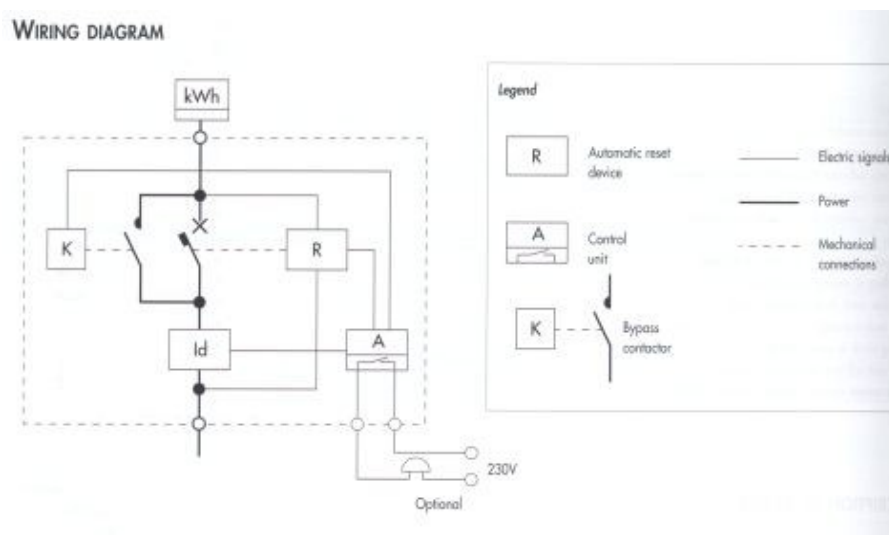 WIRING DIAGRAM
kWh
K
R
Id
A
230V
Optional
Legend
R
Automatic reset
device
A
Control
unit
K
Bypass
contactor
Electric signals
Power
Mechanical
connections